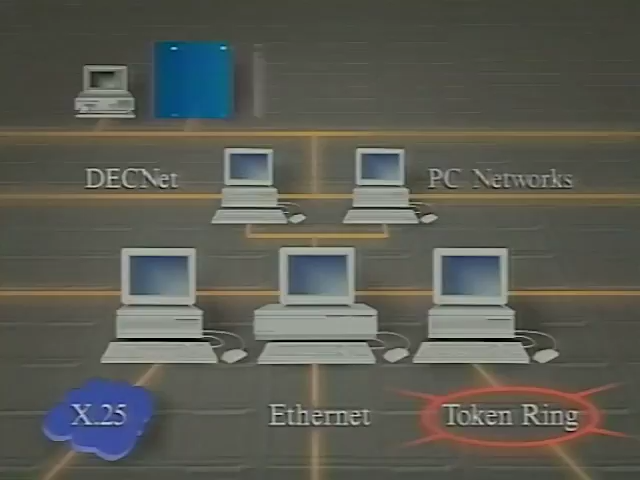 DECNet
PC Networks
X.25
Ethernet
Token Ring